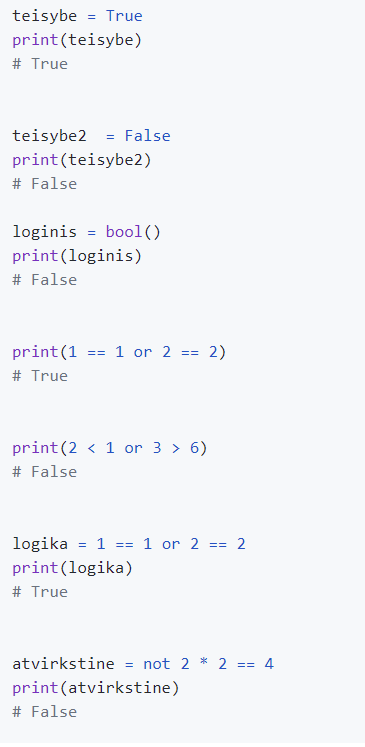 teisybe = True
print(teisybe)
# True
teisybe2  = False
print(teisybe2)
# False
loginis = bool()
print(loginis)
# False
print(1 == 1 or 2 == 2)
# True
print(2 < 1 or 3 > 6)
# False
logika = 1 == 1 or 2 == 2
print(logika)
# True
atvirkstine = not 2 * 2 == 4
print(atvirkstine)
# False